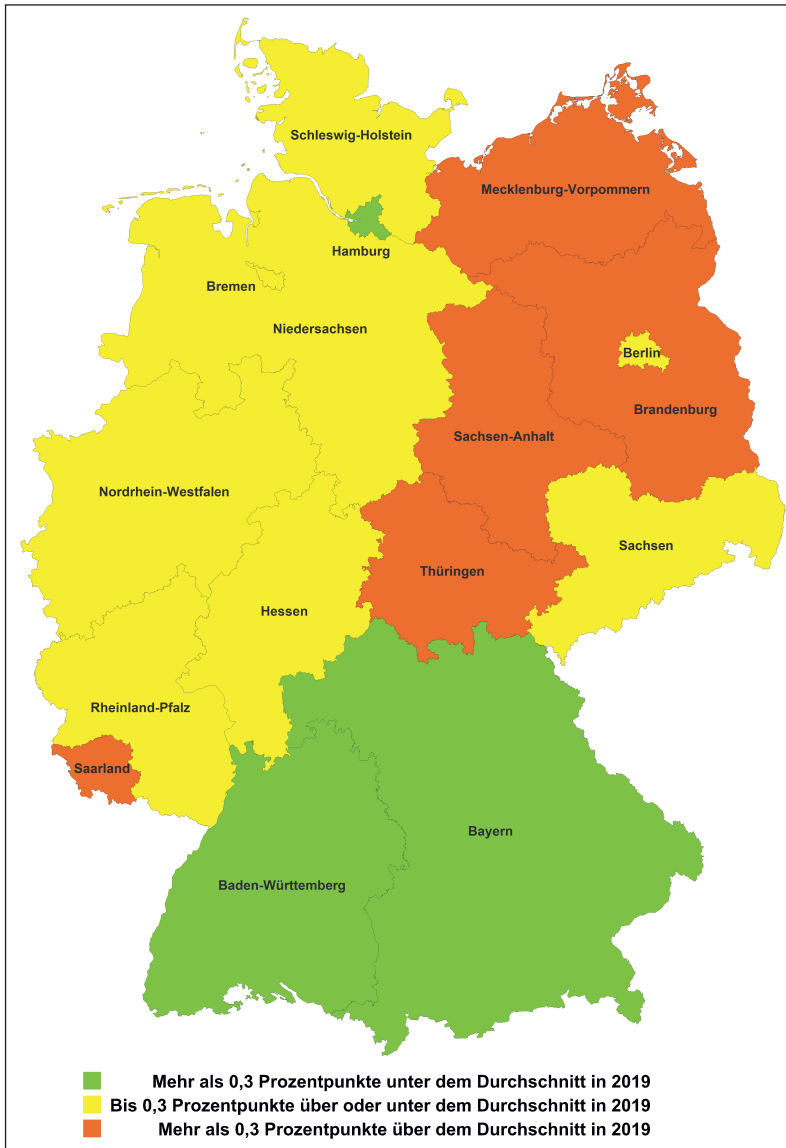 Schleswig-Holstein
Mecklenburg-Vorpommern
Hamburg
Bremen
Niedersachsen
Berlin
Brandenburg
Sachsen-Anhalt
Nordrhein-Westfalen
Sachsen
Thüringen
Hessen
Rheinland-Pfalz
Saarland
Bayern
Baden-Württemberg
Mehr als 0,3 Prozentpunkte unter dem Durchschnitt in 2019
Bis 0,3 Prozentpunkte über oder unter dem Durchschnitt in 2019
Mehr als 0,3 Prozentpunkte über dem Durchschnitt in 2019